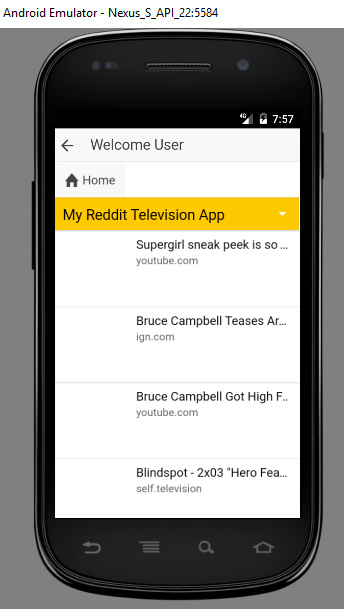 Android Emulator - Nexus_S_API_22:5584
4G 7:57
Welcome User
Home
My Reddit Television App
Supergirl sneak peek is so ...
youtube.com
Bruce Campbell Teases Ar...
ign.com
Bruce Campbell Got High F...
youtube.com
Blindspot - 2x03 "Hero Fea...
self.television